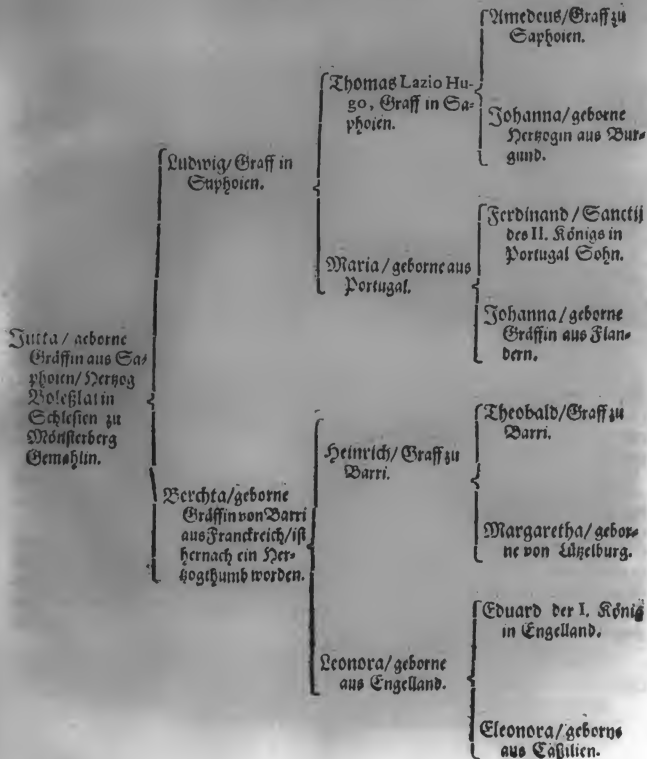 Jutta / geborne
Gräffin aus Sa-
phoien / Hertzog
Boleßlai in
Schlesien zu
Mönsterberg
Gemahlin.
Ludwig / Graff in
Saphoien.
Berchta / geborne
Gräffin von Barri
aus Franckreich / ist
hernach ein Her-
tzogthumb worden.
Thomas Lazio Hu-
go, Graff in Sa-
phoien.
Maria / geborne aus
Portugal.
Heinrich / Graff zu
Barri.
Leonora / geborne
aus Engelland.
Amedeus / Graff zu
Saphoien.
Johanna / geborne
Hertzogin aus Bur-
gund.
Ferdinand / Sanctij
des II. Königs in
Portugal Sohn.
Johanna / geborne
Gräffin aus Flan-
dern.
Theobald / Graff zu
Barri.
Margaretha / gebor-
ne von Lützelburg.
Eduard der I. König
in Engelland.
Eleonora / geborne
aus Castilien.